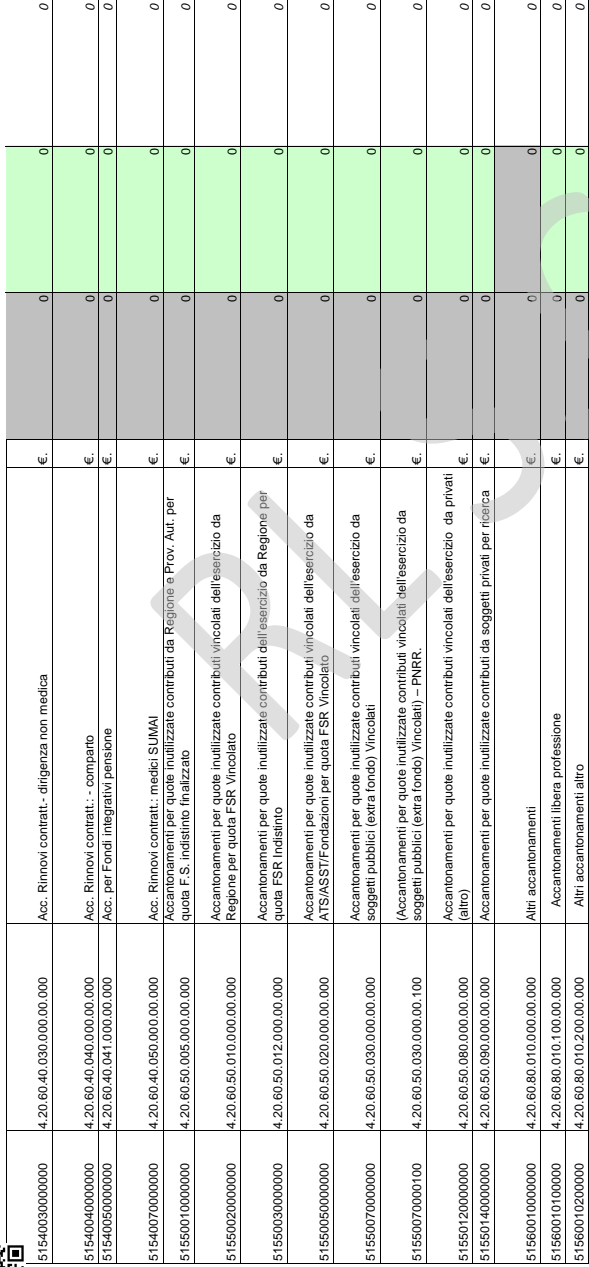 51540030000000 4.20.60.40.030.000.00.000 Acc. Rinnovi contratt.- dirigenza non medica €. 0 0 0
51540040000000 4.20.60.40.040.000.00.000 Acc. Rinnovi contratt.: - comparto €. 0 0 0
51540050000000 4.20.60.40.041.000.00.000 Acc. per Fondi integrativi pensione €. 0 0 0
51540070000000 4.20.60.40.050.000.00.000 Acc. Rinnovi contratt.: medici SUMAI €. 0 0 0
Accantonamenti per quote inutilizzate contributi da Regione e Prov. Aut. per
51550010000000 4.20.60.50.005.000.00.000 quota F.S. indistinto finalizzato €. 0 0 0
Accantonamenti per quote inutilizzate contributi vincolati dell'esercizio da
51550020000000 4.20.60.50.010.000.00.000 Regione per quota FSR Vincolato €. 0 0 0
Accantonamenti per quote inutilizzate contributi dell'esercizio da Regione per
51550030000000 4.20.60.50.012.000.00.000 quota FSR Indistinto €. 0 0 0
Accantonamenti per quote inutilizzate contributi vincolati dell'esercizio da
51550050000000 4.20.60.50.020.000.00.000 ATS/ASST/Fondazioni per quota FSR Vincolato €. 0 0 0
Accantonamenti per quote inutilizzate contributi vincolati dell'esercizio da
51550070000000 4.20.60.50.030.000.00.000 soggetti pubblici (extra fondo) Vincolati €. 0 0 0
(Accantonamenti per quote inutilizzate contributi vincolati dell'esercizio da
51550070000100 4.20.60.50.030.000.00.100 soggetti pubblici (extra fondo) Vincolati) – PNRR. €. 0 0 0
Accantonamenti per quote inutilizzate contributi vincolati dell'esercizio da privati
51550120000000 4.20.60.50.080.000.00.000 (altro) €. 0 0 0
51550140000000 4.20.60.50.090.000.00.000 Accantonamenti per quote inutilizzate contributi da soggetti privati per ricerca €. 0 0 0
51560010000000 4.20.60.80.010.000.00.000 Altri accantonamenti €. 0 0 0
51560010100000 4.20.60.80.010.100.00.000 Accantonamenti libera professione €. 0 0 0
51560010200000 4.20.60.80.010.200.00.000 Altri accantonamenti altro €. 0 0 0